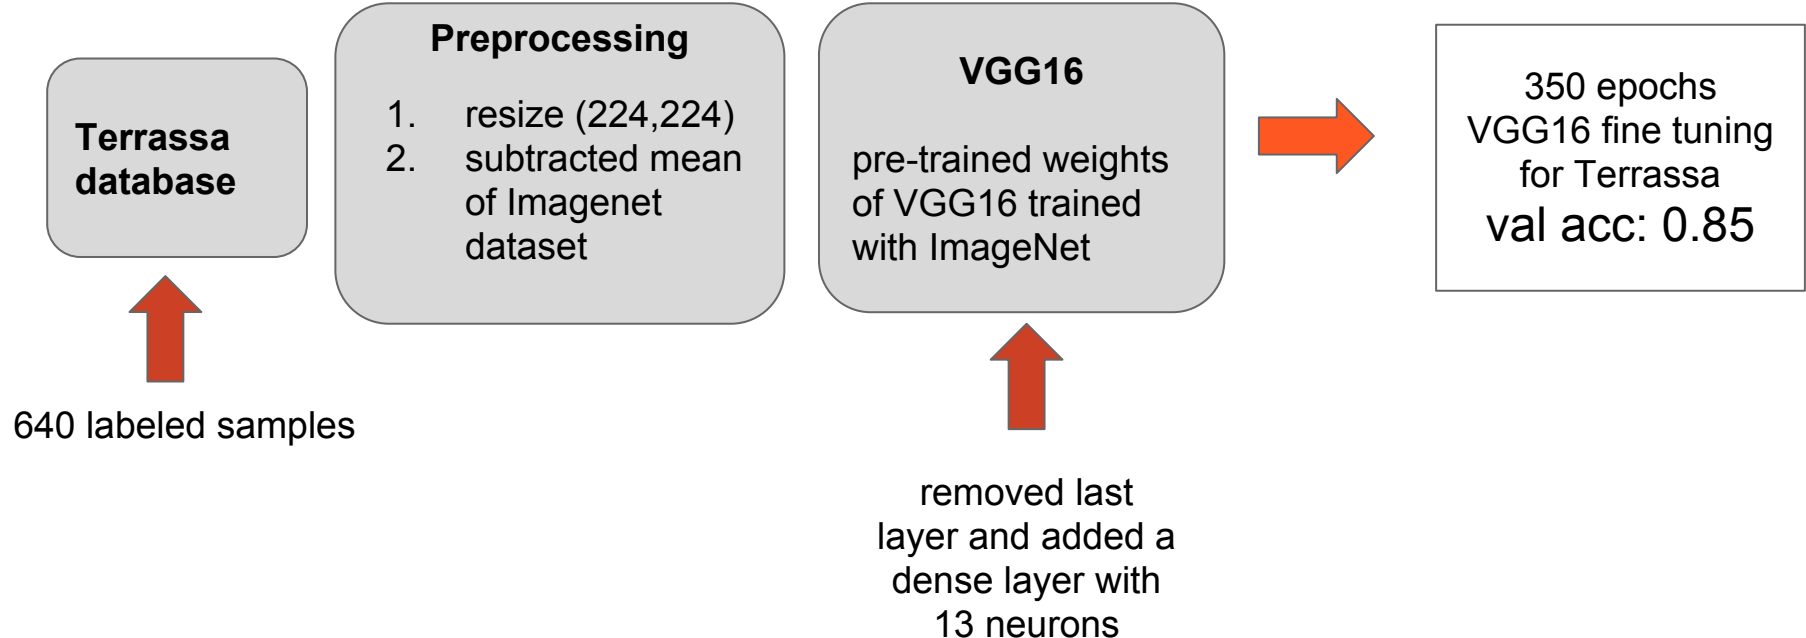 Terrassa
database
640 labeled samples
Preprocessing
1. resize (224,224)
2. subtracted mean
of Imagenet
dataset
VGG16
pre-trained weights
of VGG16 trained
with ImageNet
removed last
layer and added a
dense layer with
13 neurons
350 epochs
VGG16 fine tuning
for Terrassa
val acc: 0.85